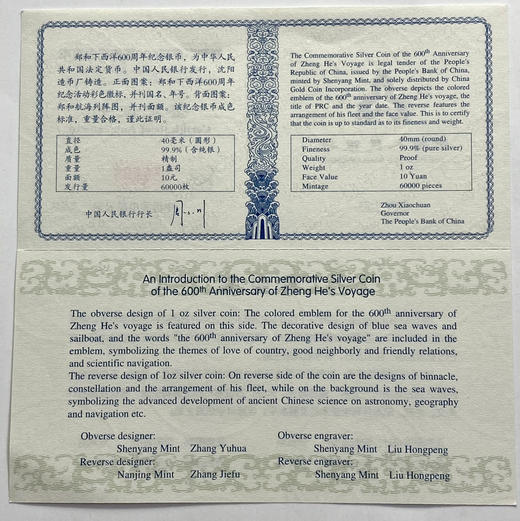 郑和下西洋600周年纪念银币，为中华人民
共和国法定货币。中国人民银行发行，沈阳
造币厂铸造。正面图案：郑和下西洋600周年
纪念活动彩色徽标，并刊国名、年号。背面图案：
郑和航海列阵图，并刊面额。该纪念银币成色
标准，重量合格，谨此证明。
直径 40毫米（圆形）
成色 99.9%（含纯银）
质量 精制
重量 1盎司
面额 10元
发行量 60000枚
中国人民银行行长
The Commemorative Silver Coin of the 600th Anniversary
of Zheng He's Voyage is legal tender of the People's
Republic of China, issued by the People's Bank of China,
minted by Shenyang Mint, and solely distributed by China
Gold Coin Incorporation. The obverse depicts the colored
emblem of the 600th anniversary of Zheng He's voyage, the
title of PRC and the year date. The reverse features the
arrangement of his fleet and the face value. This is to certify
that the coin is up to standard as to its fineness and weight.
Diameter 40mm (round)
Fineness 99.9% (pure silver)
Quality Proof
Weight 1 oz
Face Value 10 Yuan
Mintage 60000 pieces
Zhou Xiaochuan
Governor
The People's Bank of China
An Introduction to the Commemorative Silver Coin
of the 600th Anniversary of Zheng He's Voyage
The obverse design of 1 oz silver coin: The colored emblem for the 600th anniversary of
Zheng He's voyage is featured on this side. The decorative design of blue sea waves and
sailboat, and the words "the 600th anniversary of Zheng He's voyage" are included in the
emblem, symbolizing the themes of love of country, good neighborly and friendly relations,
and scientific navigation.
The reverse design of 1oz silver coin: On reverse side of the coin are the designs of binnacle,
constellation and the arrangement of his fleet, while on the background is the sea waves,
symbolizing the advanced development of ancient Chinese science on astronomy, geography
and navigation etc.
Obverse designer:
Shenyang Mint Zhang Yuhua
Reverse designer:
Nanjing Mint Zhang Jiefu
Obverse engraver:
Shenyang Mint Liu Hongpeng
Reverse engraver:
Shenyang Mint Liu Hongpeng